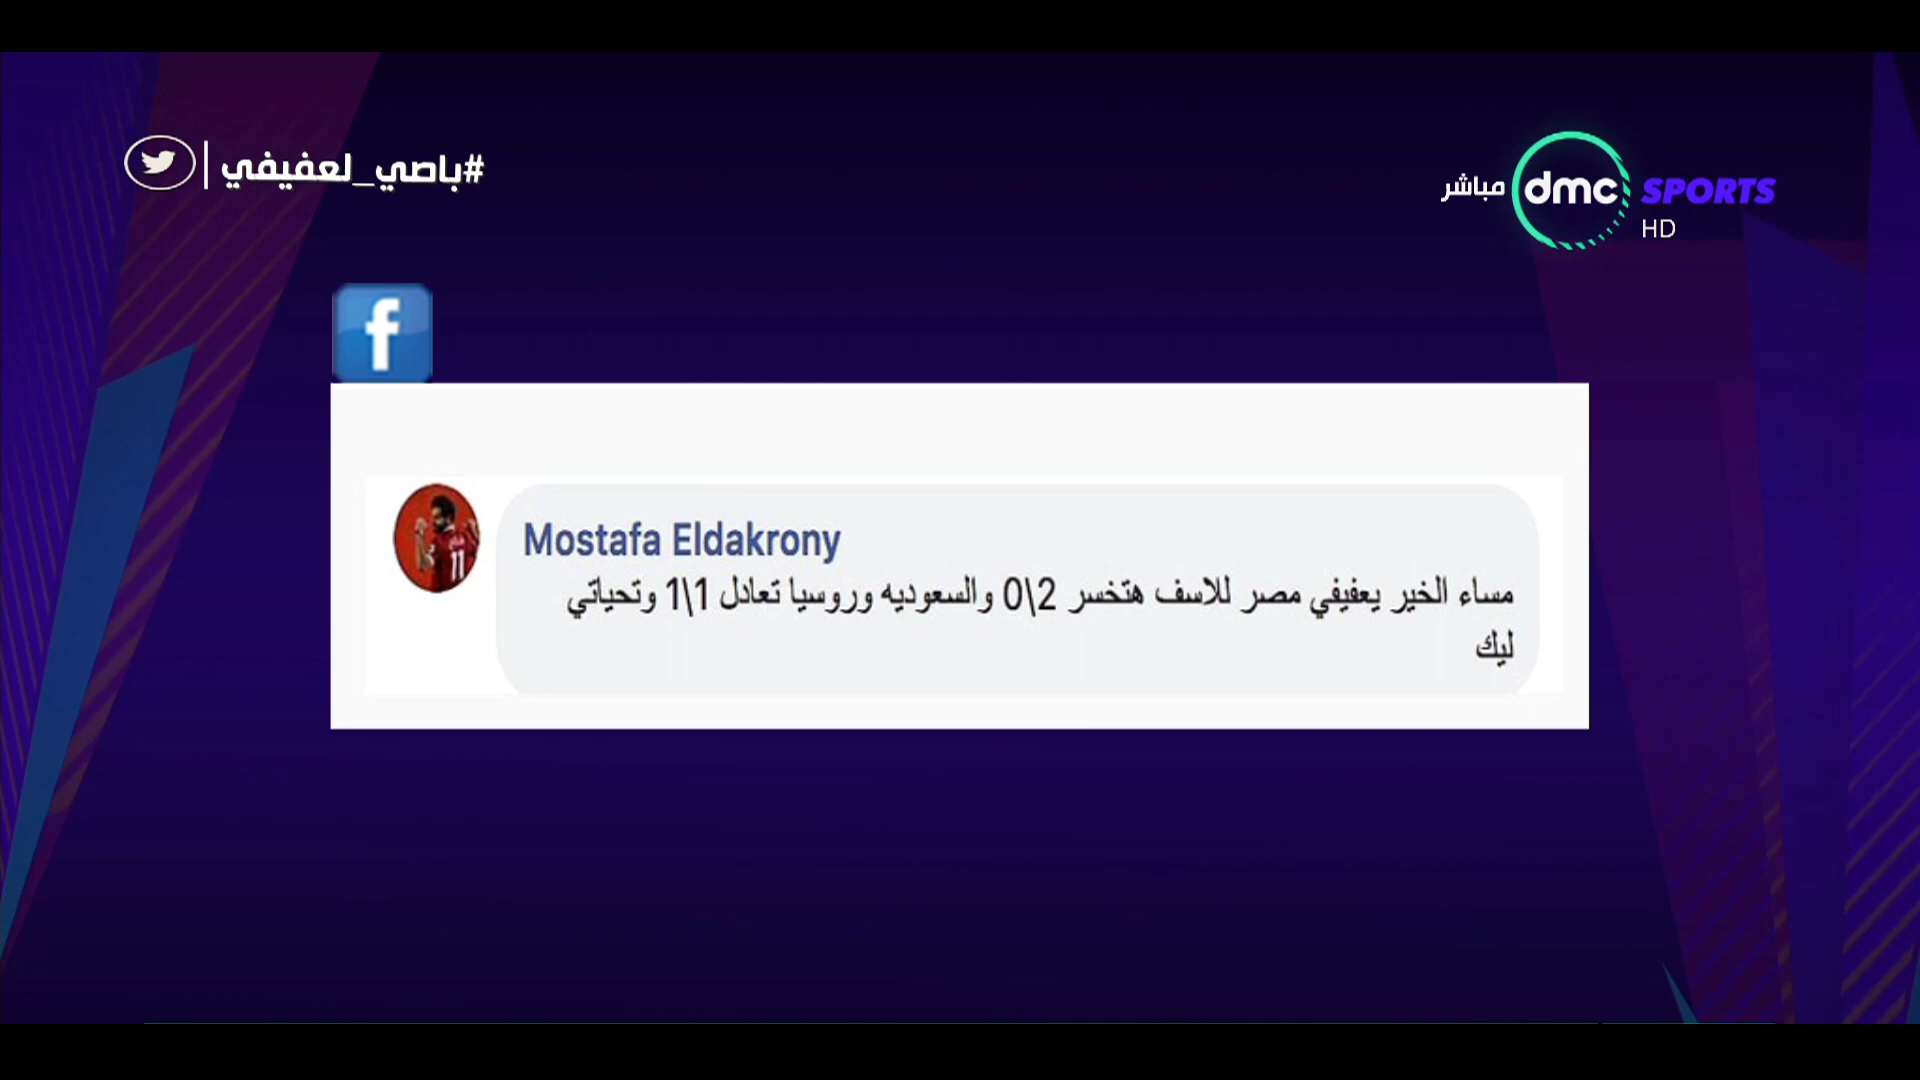 #باصي_لعفيفي
مباشر
dmc SPORTS
HD
Mostafa Eldakrony
مساء الخير يعفيفي مصر للاسف هتخسر 2\0 والسعوديه وروسيا تعادل 1\1 وتحياتي
ليك